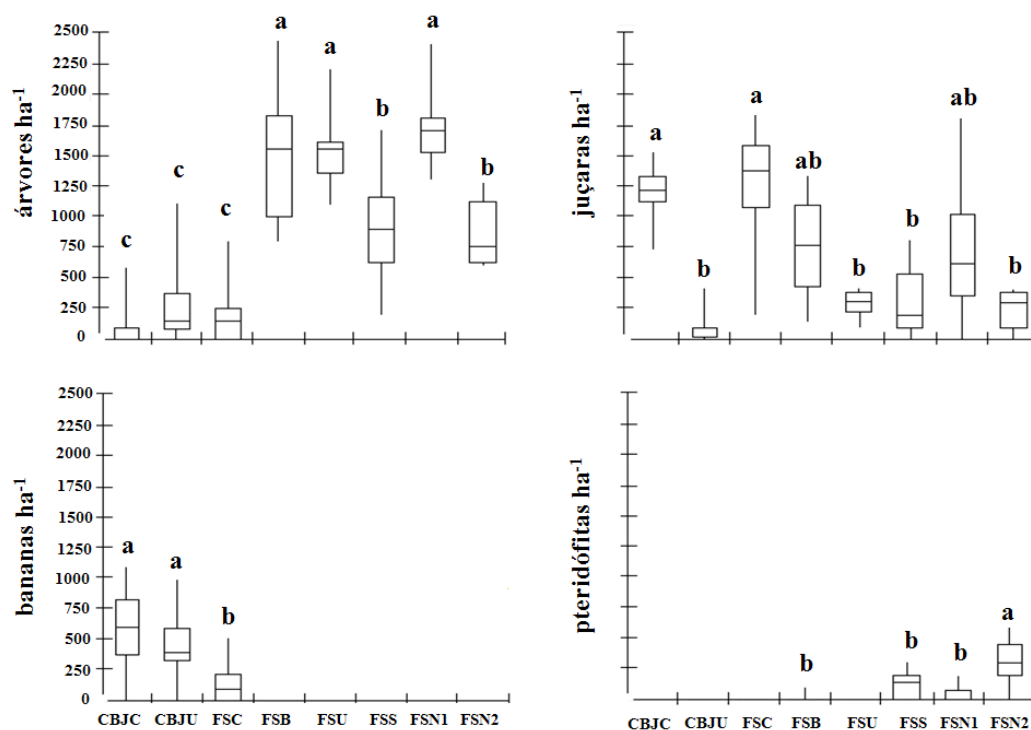 2500
2250
2000
1750
1500
1250
1000
750
500
250
0
árvores ha-1
c
c
c
a
a
b
a
b
juçaras ha-1
a
b
a
ab
b
b
ab
b
2500
2250
2000
1750
1500
1250
1000
750
500
250
0
bananas ha-1
a
a
b
CBJC CBJU FSC FSB FSU FSS FSN1 FSN2
pteridófitas ha-1
b
b
b
a
CBJC CBJU FSC FSB FSU FSS FSN1 FSN2